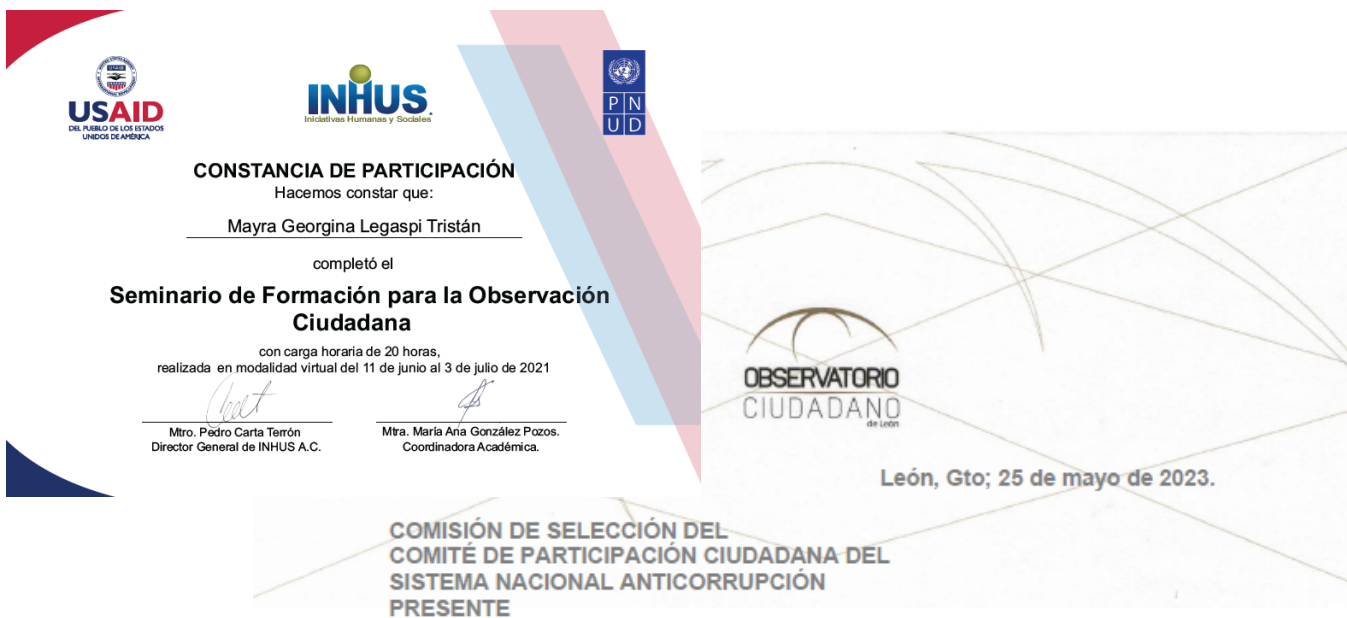 USAID
DEL PUEBLO DE LOS ESTADOS
UNIDOS DE AMÉRICA
INHUS
Iniciativas Humanas y Sociales
P N
U D
CONSTANCIA DE PARTICIPACIÓN
Hacemos constar que:
Mayra Georgina Legaspi Tristán
completó el
Seminario de Formación para la Observación
Ciudadana
con carga horaria de 20 horas,
realizada en modalidad virtual del 11 de junio al 3 de julio de 2021
Mtro. Pedro Carta Terrón
Director General de INHUS A.C.
Mtra. María Ana González Pozos.
Coordinadora Académica.
OBSERVATORIO
CIUDADANO
de León
León, Gto; 25 de mayo de 2023.
COMISIÓN DE SELECCIÓN DEL
COMITÉ DE PARTICIPACIÓN CIUDADANA DEL
SISTEMA NACIONAL ANTICORRUPCIÓN
PRESENTE